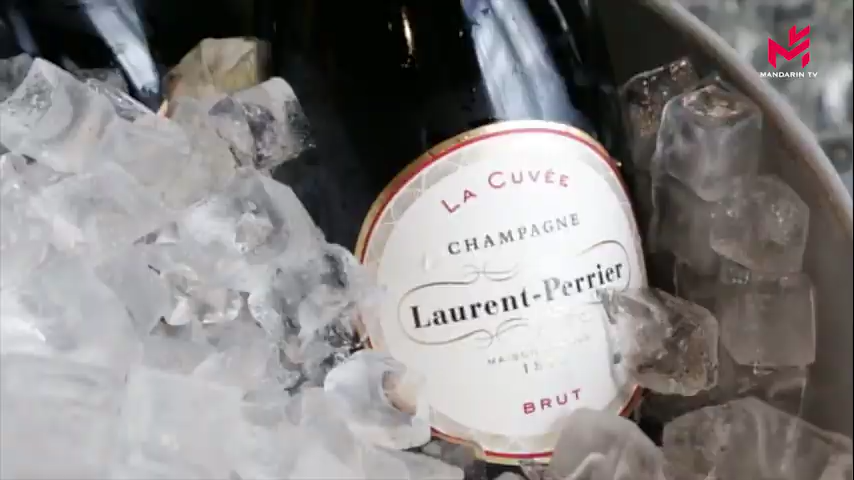 MANDARIN TV
LA CUVÉE
CHAMPAGNE
Laurent-Perrier
BRUT